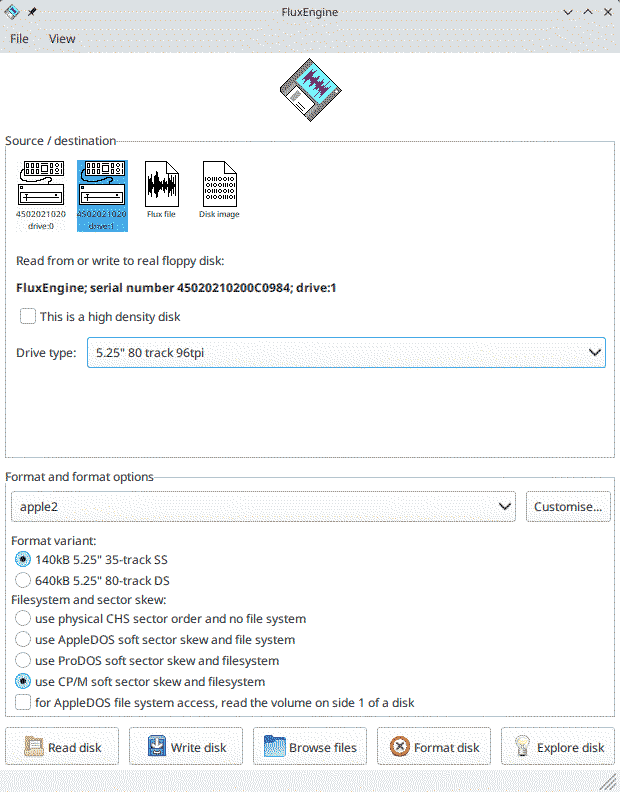 FluxEngine
File View
Source / destination
4502021020 4502021020 Flux file Disk image
drive:0 drive:1
Read from or write to real floppy disk:
FluxEngine; serial number 45020210200C0984; drive:1
This is a high density disk
Drive type: 5.25" 80 track 96tpi
Format and format options
apple2 Customise...
Format variant:
140kB 5.25" 35-track SS
640kB 5.25" 80-track DS
Filesystem and sector skew:
use physical CHS sector order and no file system
use AppleDOS soft sector skew and file system
use ProDOS soft sector skew and filesystem
use CP/M soft sector skew and filesystem
for AppleDOS file system access, read the volume on side 1 of a disk
Read disk Write disk Browse files Format disk Explore disk